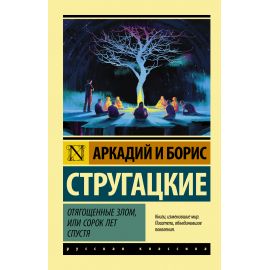 АРКАДИЙ И БОРИС
СТРУГАЦКИЕ
ОТЯГОЩЕННЫЕ ЗЛОМ,
ИЛИ СОРОК ЛЕТ
СПУСТЯ
Книги, изменившие мир.
Писатели, объединившие
поколения.
русская классика